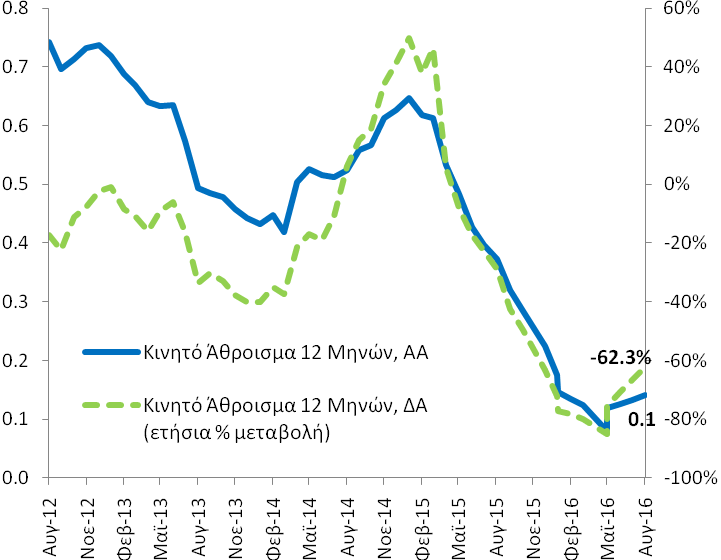 0.8
0.7
0.6
0.5
0.4
0.3
0.2
0.1
0.0
60%
40%
20%
0%
-20%
-40%
-60%
-80%
-100%
Κινητό Άθροισμα 12 Μηνών, ΑΑ
Κινητό Άθροισμα 12 Μηνών, ΔΑ
(ετήσια % μεταβολή)
-62.3%
0.1
Αυγ-12
Νοε-12
Φεβ-13
Μαϊ-13
Αυγ-13
Νοε-13
Φεβ-14
Μαϊ-14
Αυγ-14
Νοε-14
Φεβ-15
Μαϊ-15
Αυγ-15
Νοε-15
Φεβ-16
Μαϊ-16
Αυγ-16